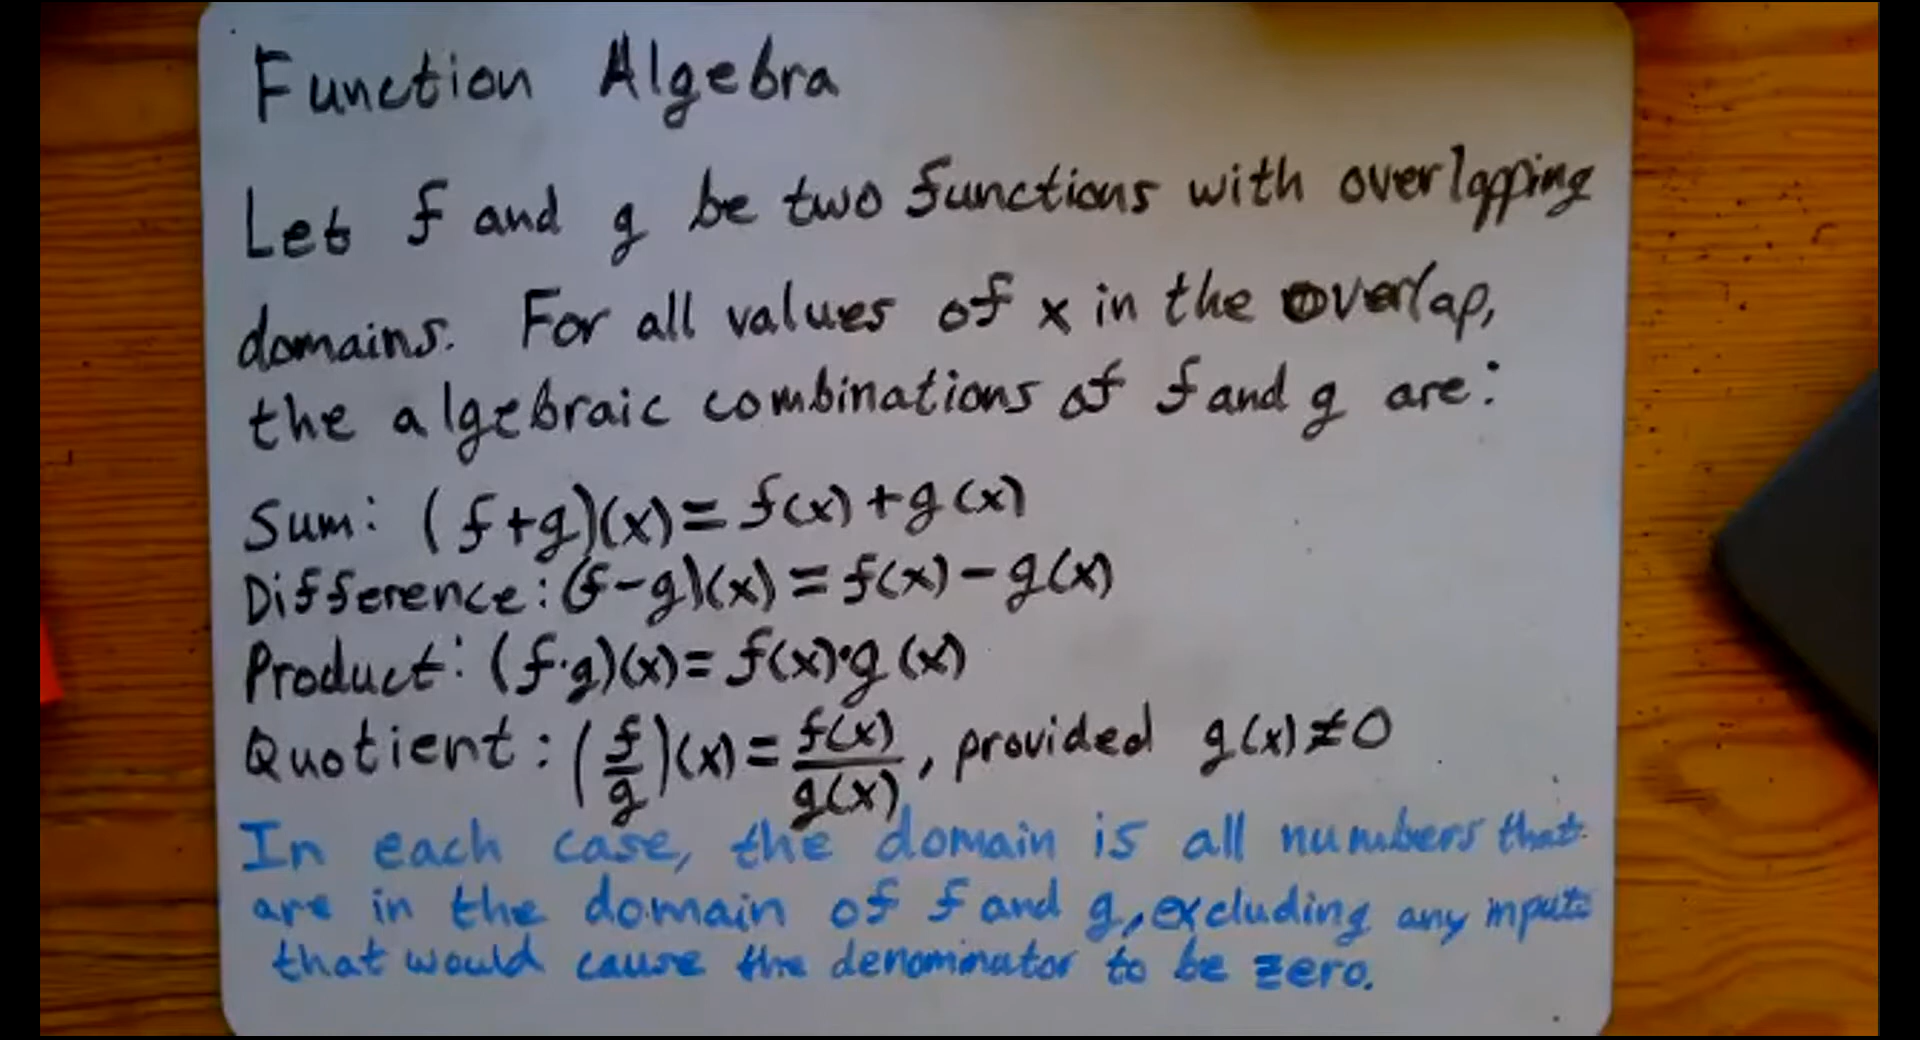 Function Algebra
Let f and g be two functions with overlapping
domains. For all values of x in the overlap,
the algebraic combinations of f and g are:
Sum: (f+g)(x) = f(x)+g(x)
Difference: (f-g)(x) = f(x)-g(x)
Product: (f·g)(x) = f(x)·g(x)
Quotient: (f/g)(x) = f(x)/g(x), provided g(x)≠0
In each case, the domain is all numbers that
are in the domain of f and g, excluding any inputs
that would cause the denominator to be zero.